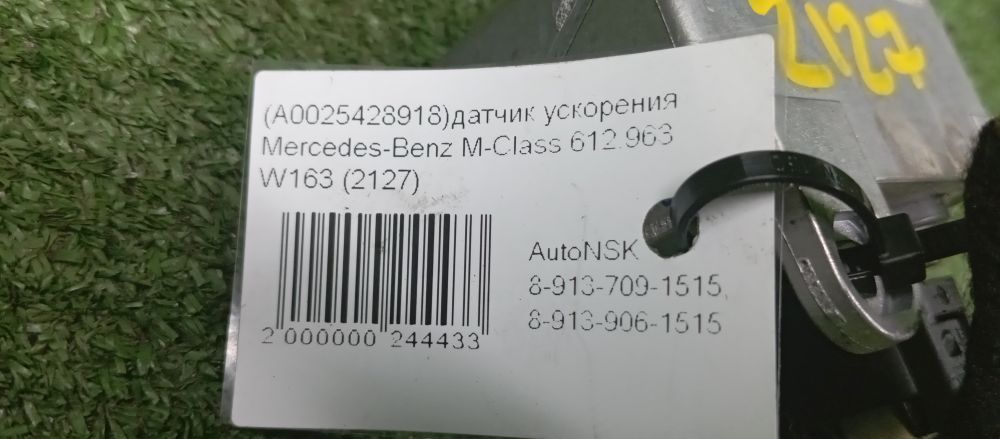 2127
(A0025428918)датчик ускорения
Mercedes-Benz M-Class 612.963
W163 (2127)
AutoNSK
8-913-709-1515
8-913-906-1515
2 000000 244433